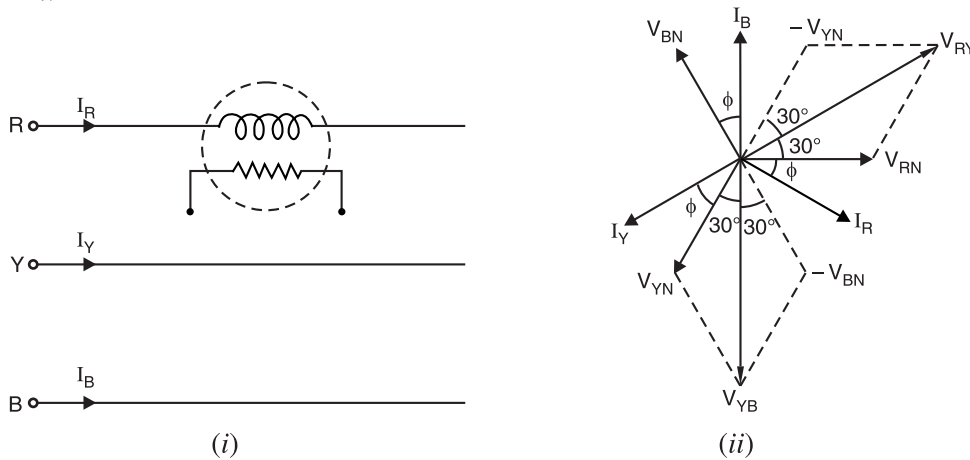 R I_R
Y I_Y
B I_B
(i)
V_BN I_B – V_YN V_RY
ϕ 30°
30° V_RN
ϕ I_R
I_Y ϕ 30° 30°
V_YN – V_BN
V_YB
(ii)